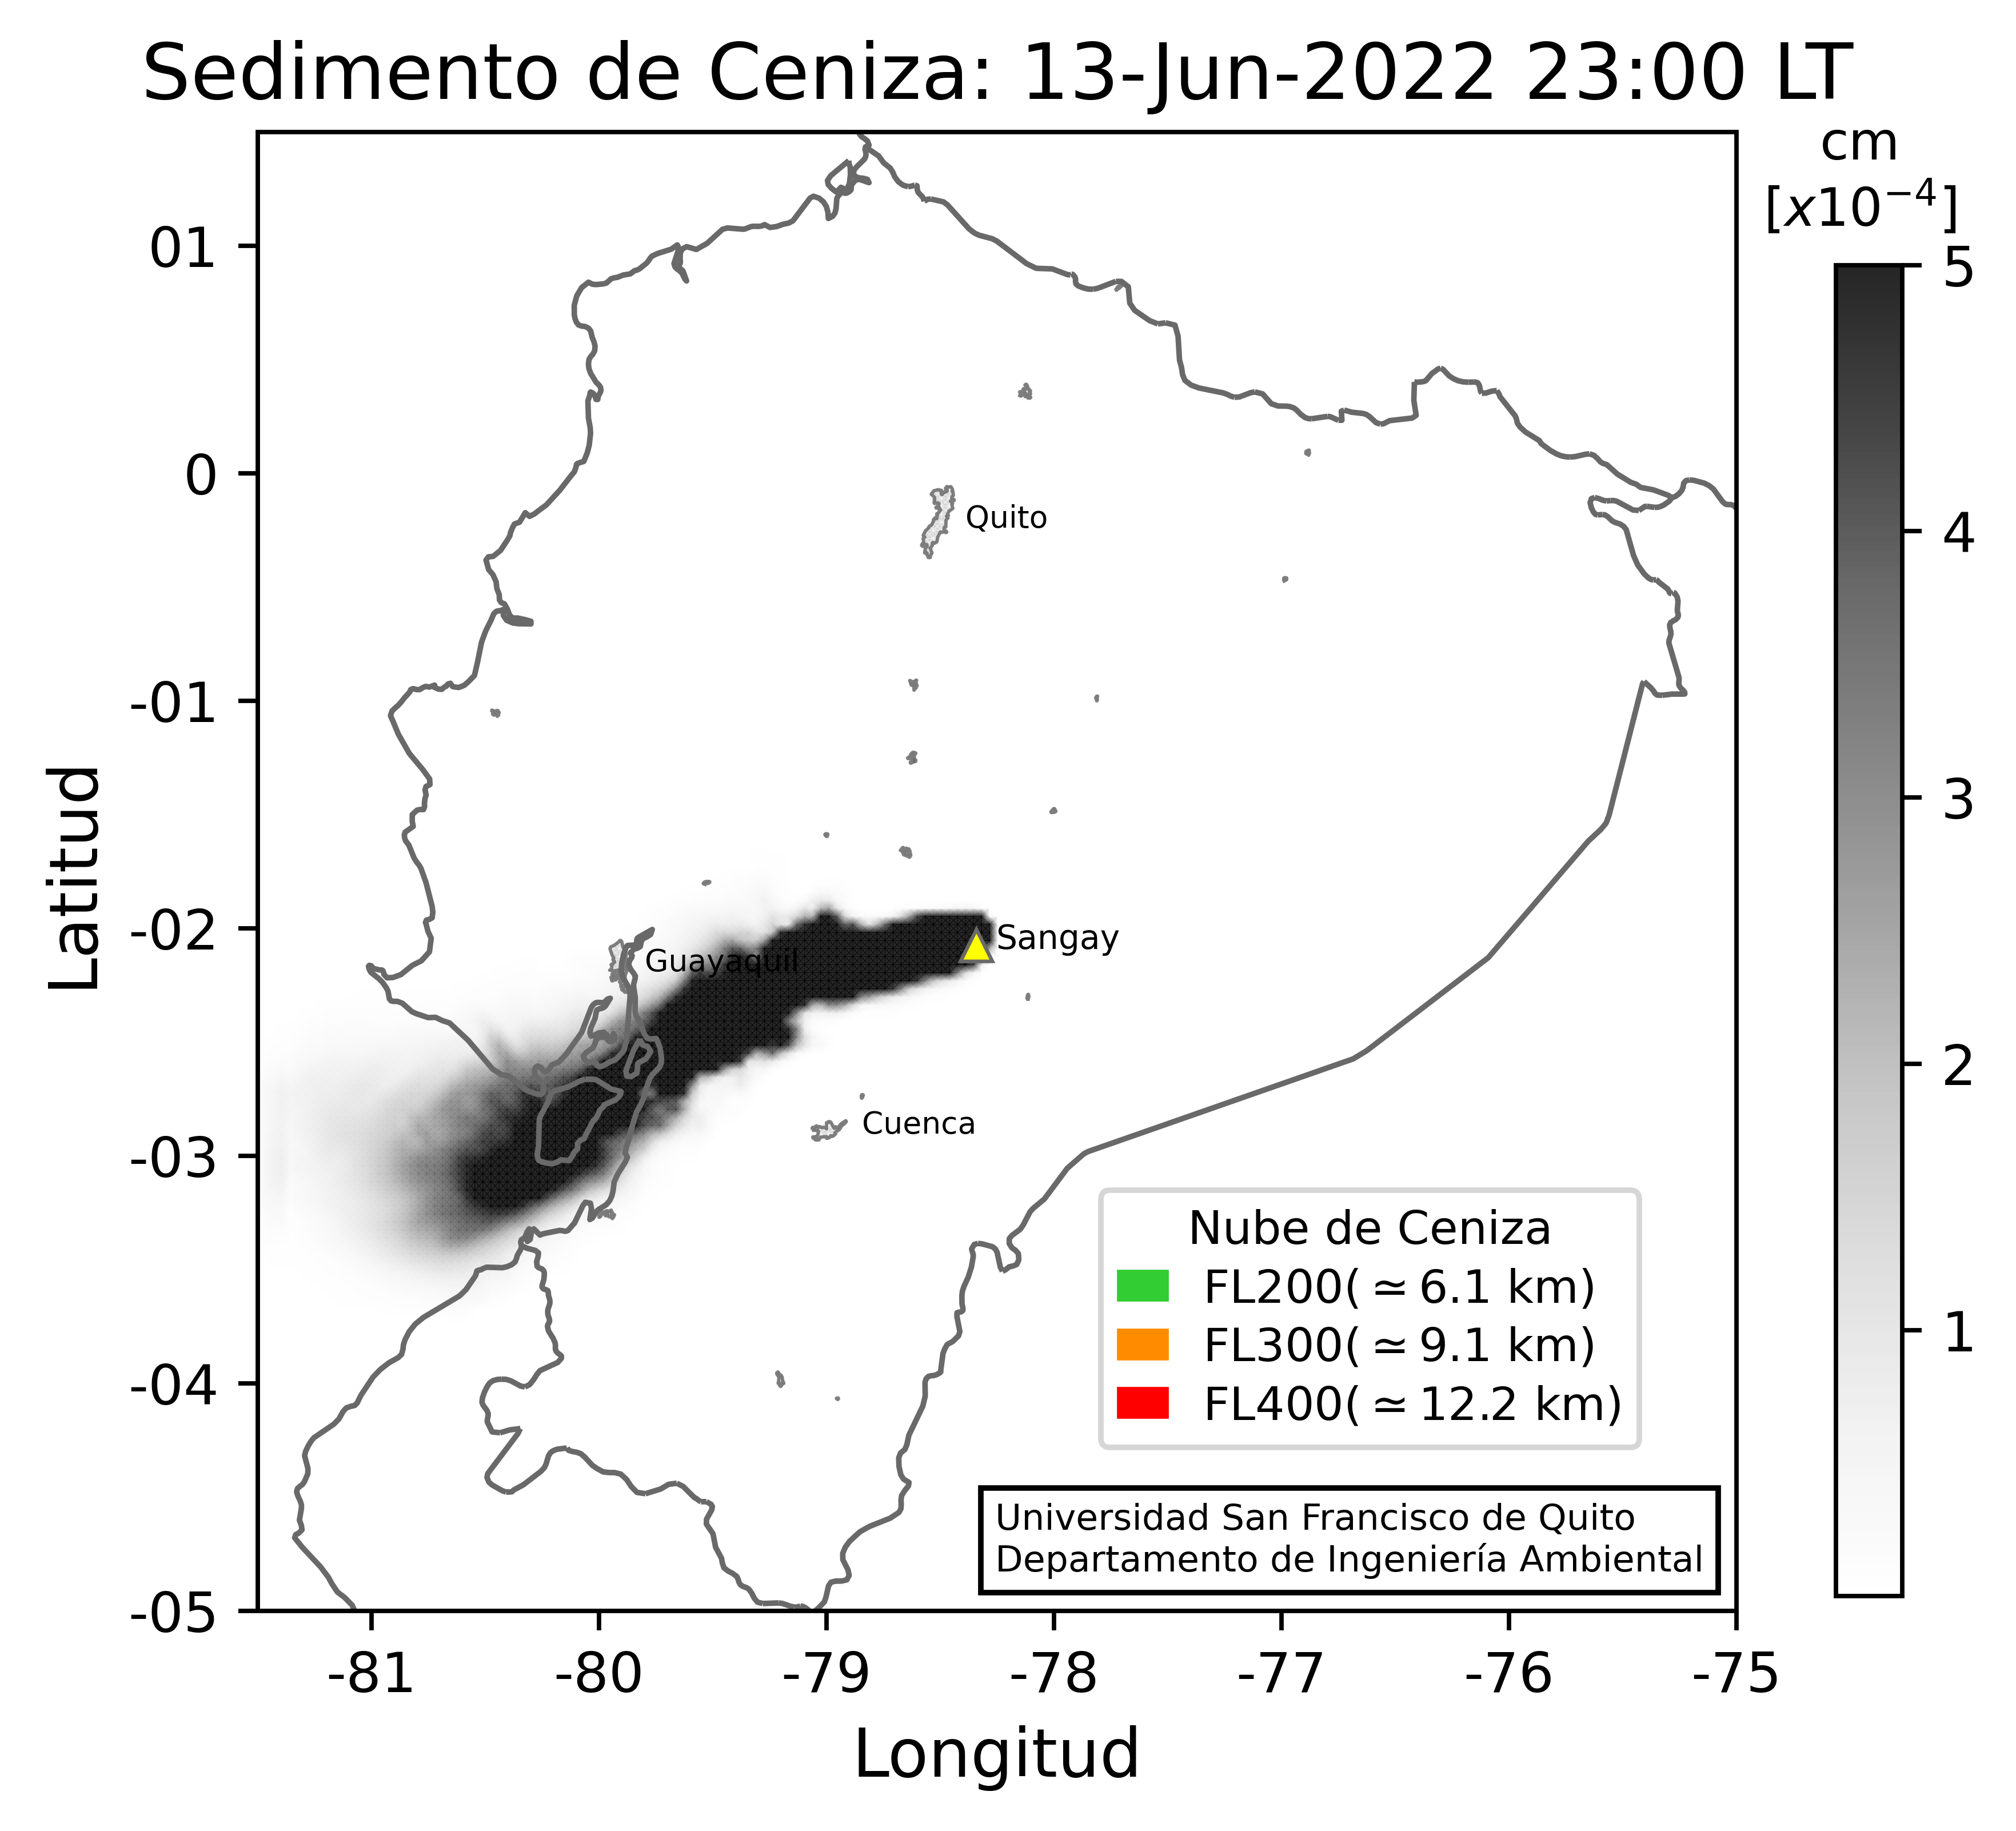 Sedimento de Ceniza: 13-Jun-2022 23:00 LT
cm
[x10⁻⁴]
5
4
3
2
1
Latitud
01
0
-01
-02
-03
-04
-05
Quito
Sangay
Guayaquil
Cuenca
Nube de Ceniza
FL200( ≃ 6.1 km)
FL300( ≃ 9.1 km)
FL400( ≃ 12.2 km)
Universidad San Francisco de Quito
Departamento de Ingeniería Ambiental
-81 -80 -79 -78 -77 -76 -75
Longitud